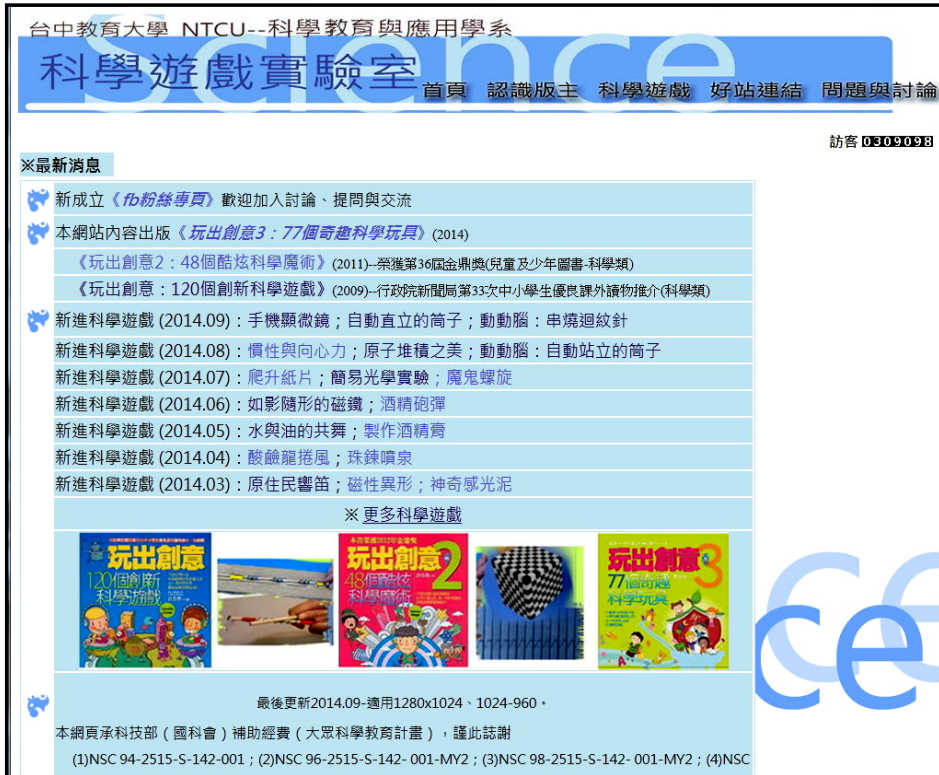 台中教育大學 NTCU--科學教育與應用學系
Science
科學遊戲實驗室
首頁 認識版主 科學遊戲 好站連結 問題與討論
訪客 0309098
※最新消息
新成立《fb粉絲專頁》歡迎加入討論、提問與交流
本網站內容出版《玩出創意3：77個奇趣科學玩具》(2014)
《玩出創意2：48個酷炫科學魔術》(2011)--榮獲第36屆金鼎獎(兒童及少年圖書-科學類)
《玩出創意：120個創新科學遊戲》(2009)--行政院新聞局第33次中小學生優良課外讀物推介(科學類)
新進科學遊戲 (2014.09)：手機顯微鏡；自動直立的筒子；動動腦：串燒迴紋針
新進科學遊戲 (2014.08)：慣性與向心力；原子堆積之美；動動腦：自動站立的筒子
新進科學遊戲 (2014.07)：爬升紙片；簡易光學實驗；魔鬼螺旋
新進科學遊戲 (2014.06)：如影隨形的磁鐵；酒精砲彈
新進科學遊戲 (2014.05)：水與油的共舞；製作酒精膏
新進科學遊戲 (2014.04)：酸鹼龍捲風；珠鍊噴泉
新進科學遊戲 (2014.03)：原住民響笛；磁性異形；神奇感光泥
※ 更多科學遊戲
玩出創意
120個創新
科學遊戲
玩出創意2
48個酷炫
科學魔術
玩出創意3
77個奇趣
科學玩具
ce
ce
最後更新2014.09-適用1280x1024、1024-960。
本網頁承科技部（國科會）補助經費（大眾科學教育計畫），謹此誌謝
(1)NSC 94-2515-S-142-001；(2)NSC 96-2515-S-142- 001-MY2；(3)NSC 98-2515-S-142- 001-MY2；(4)NSC